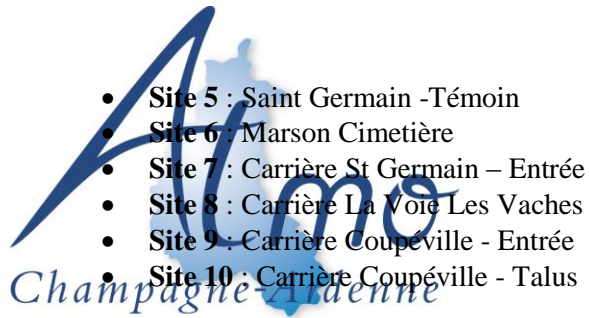 • Site 5 : Saint Germain -Témoin
• Site 6 : Marson Cimetière
• Site 7 : Carrière St Germain – Entrée
• Site 8 : Carrière La Voie Les Vaches
• Site 9 : Carrière Coupéville - Entrée
• Site 10 : Carrière Coupéville - Talus
Atmo
Champagne-Ardenne